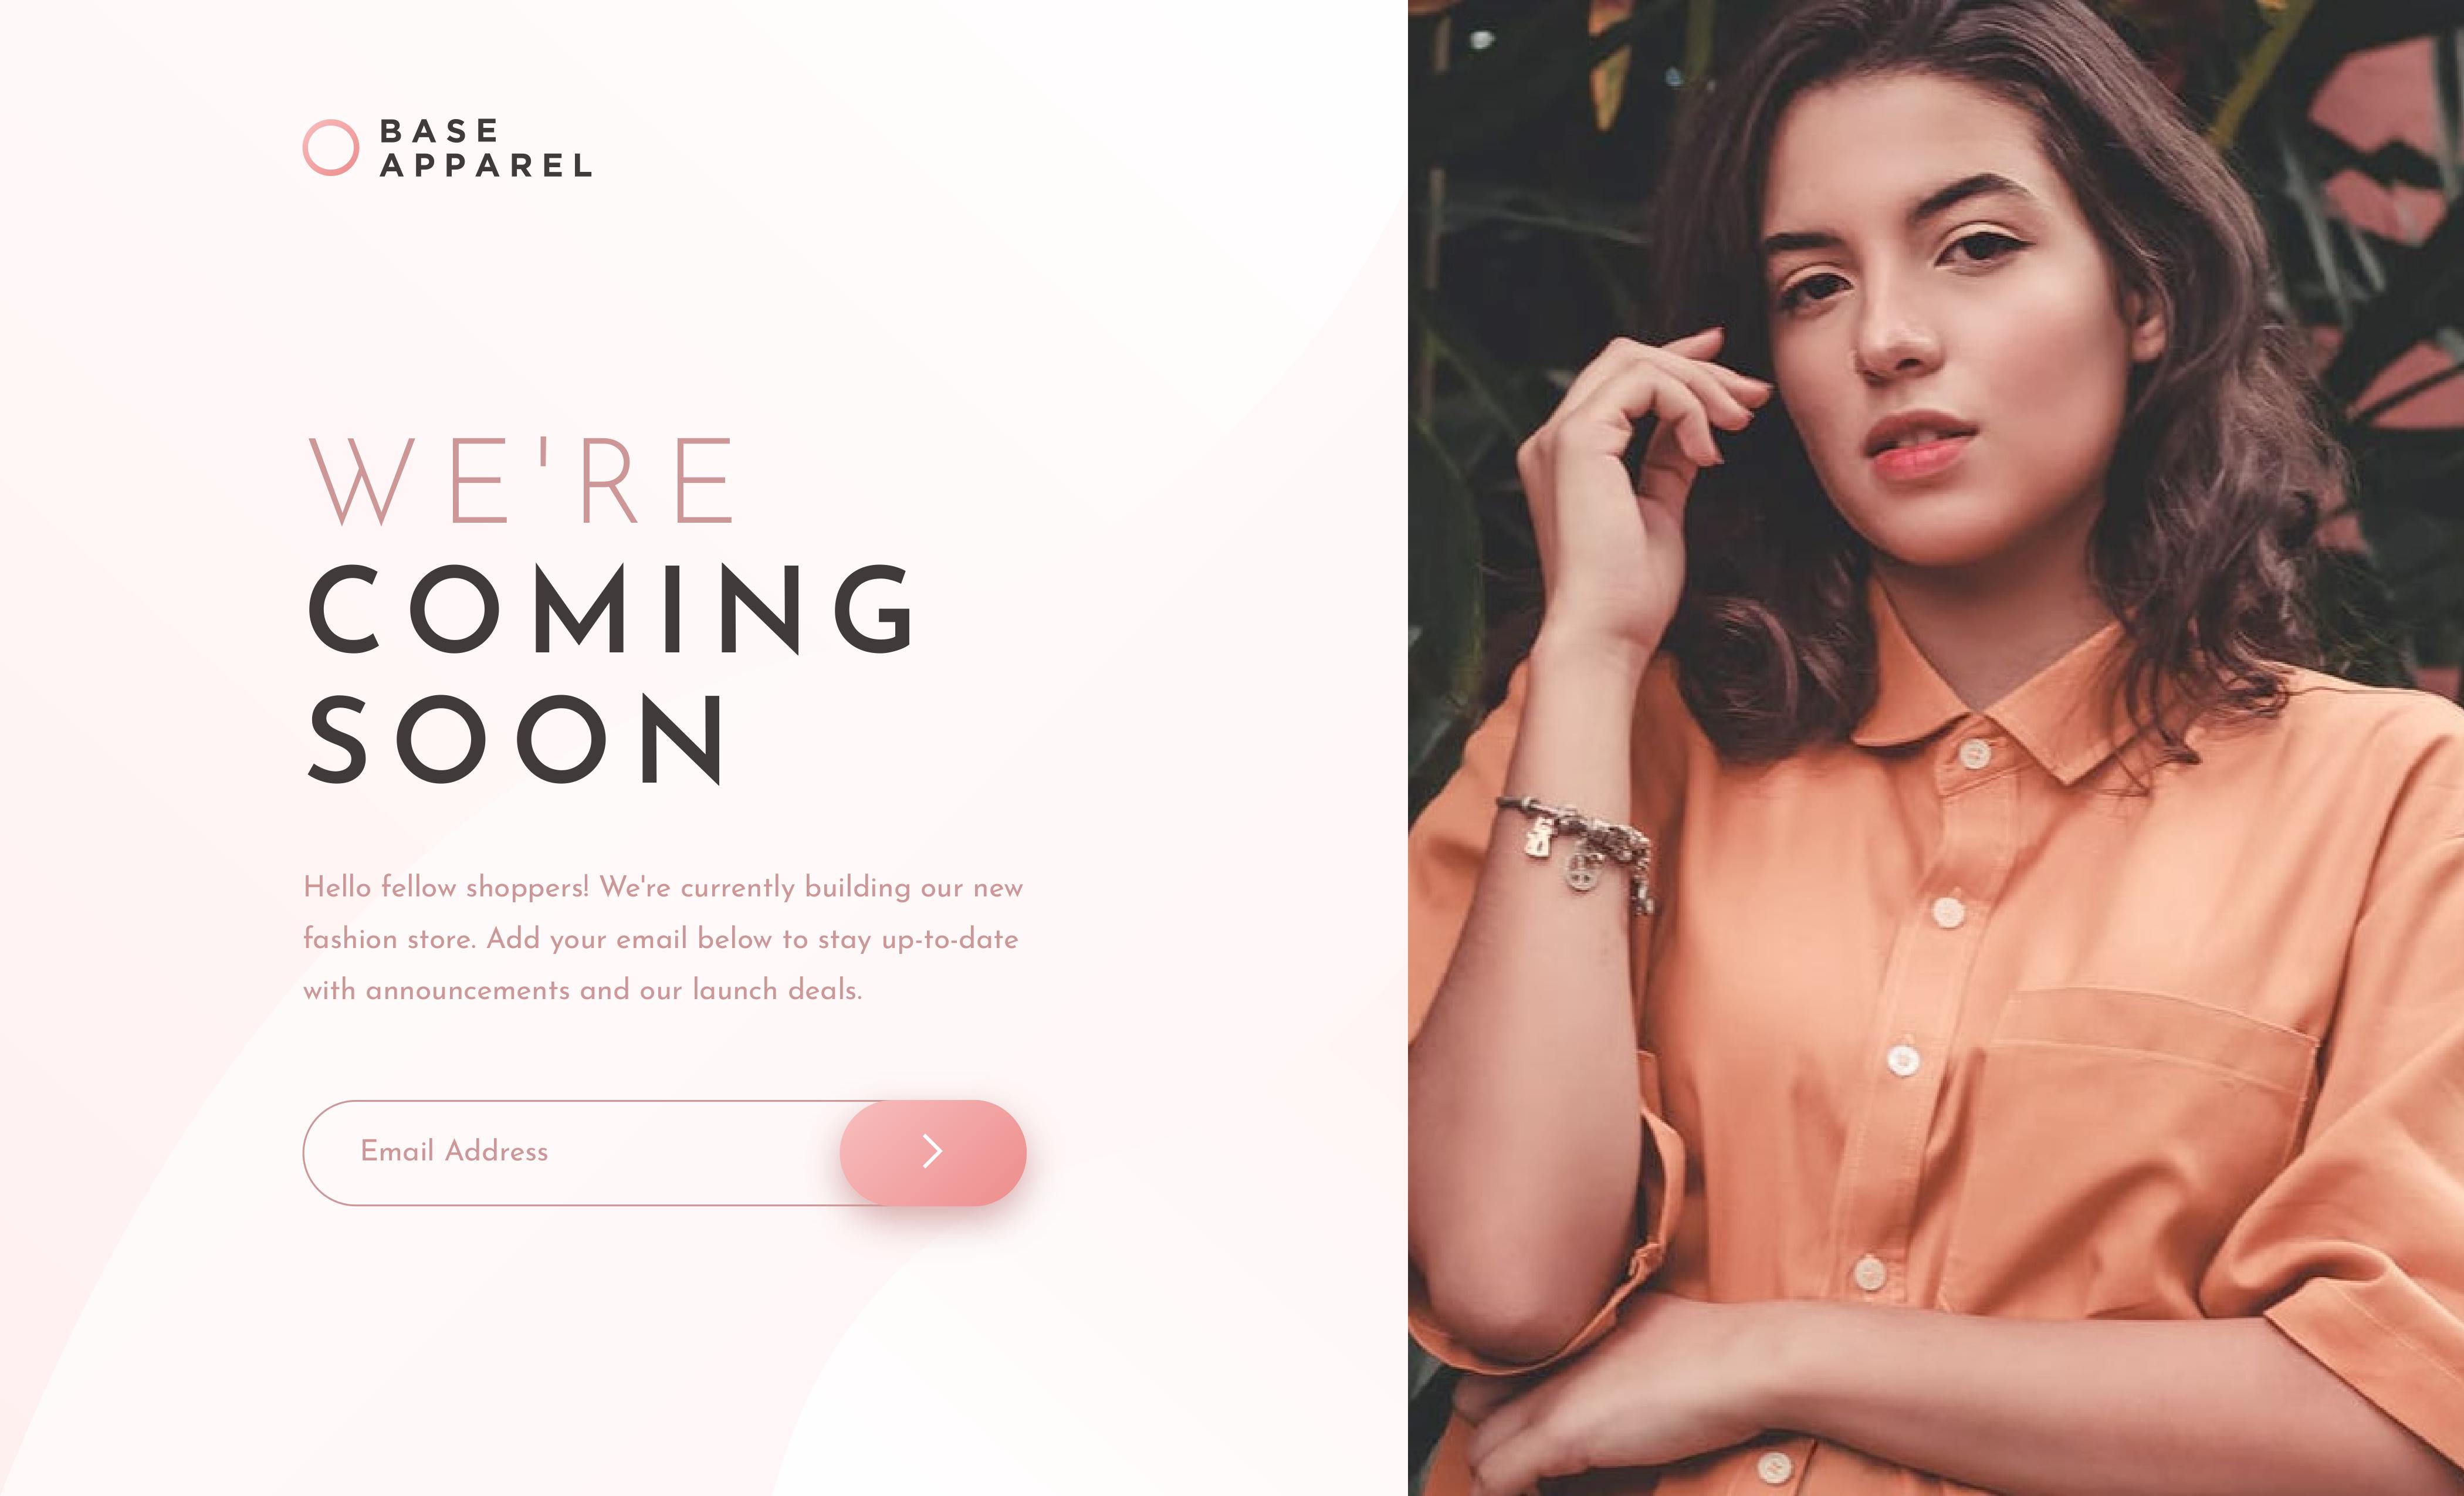 BASE
APPAREL
WE'RE
COMING
SOON
Hello fellow shoppers! We're currently building our new
fashion store. Add your email below to stay up-to-date
with announcements and our launch deals.
Email Address